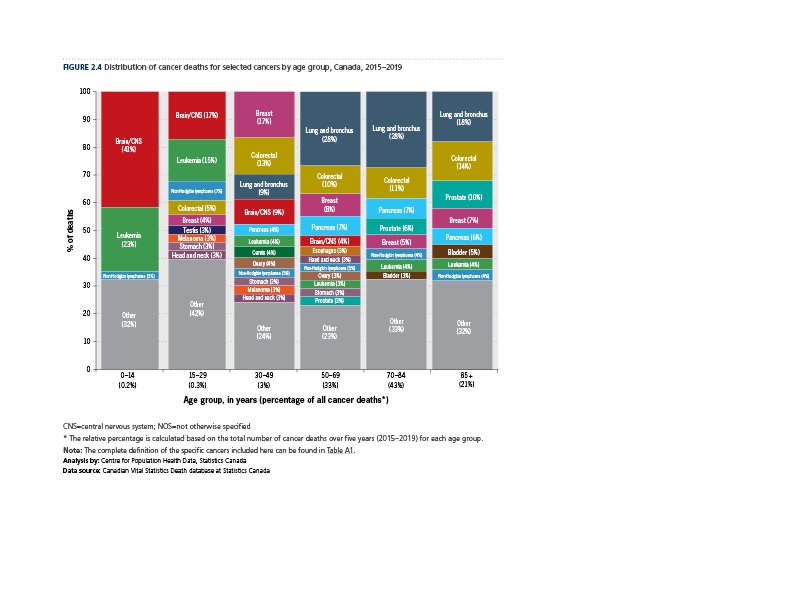 FIGURE 2.4 Distribution of cancer deaths for selected cancers by age group, Canada, 2015–2019
% of deaths
100
90
80
70
60
50
40
30
20
10
0
Brain/CNS
(41%)
Leukemia
(23%)
Non-Hodgkin lymphoma (3%)
Other
(32%)
Brain/CNS (17%)
Leukemia (15%)
Non-Hodgkin lymphoma (7%)
Colorectal (5%)
Breast (4%)
Testis (3%)
Melanoma (3%)
Stomach (3%)
Head and neck (3%)
Other
(42%)
Breast
(17%)
Colorectal
(13%)
Lung and bronchus
(9%)
Brain/CNS (9%)
Pancreas (4%)
Leukemia (4%)
Cervix (4%)
Ovary (4%)
Non-Hodgkin lymphoma (3%)
Stomach (3%)
Melanoma (3%)
Head and neck (3%)
Other
(24%)
Lung and bronchus
(28%)
Colorectal
(10%)
Breast
(8%)
Pancreas (7%)
Brain/CNS (4%)
Esophagus (3%)
Head and neck (3%)
Non-Hodgkin lymphoma (3%)
Ovary (3%)
Leukemia (3%)
Stomach (3%)
Prostate (3%)
Other
(23%)
Lung and bronchus
(28%)
Colorectal
(11%)
Pancreas (7%)
Prostate (6%)
Breast (5%)
Non-Hodgkin lymphoma (4%)
Leukemia (4%)
Bladder (3%)
Other
(33%)
Lung and bronchus
(18%)
Colorectal
(14%)
Prostate (10%)
Breast (7%)
Pancreas (6%)
Bladder (5%)
Leukemia (4%)
Non-Hodgkin lymphoma (4%)
Other
(32%)
0–14 15–29 30–49 50–69 70–84 85+
(0.2%) (0.3%) (3%) (33%) (43%) (21%)
Age group, in years (percentage of all cancer deaths*)
CNS=central nervous system; NOS=not otherwise specified
* The relative percentage is calculated based on the total number of cancer deaths over five years (2015–2019) for each age group.
Note: The complete definition of the specific cancers included here can be found in Table A1.
Analysis by: Centre for Population Health Data, Statistics Canada
Data source: Canadian Vital Statistics Death database at Statistics Canada